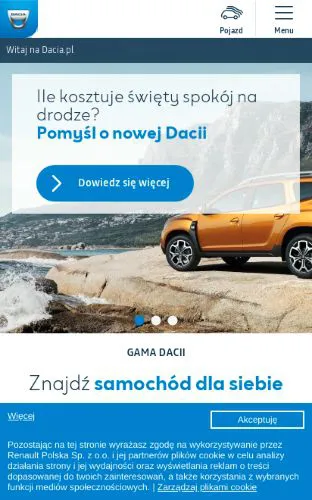 DACIA
Pojazd
Menu
Witaj na Dacia.pl
Ile kosztuje święty spokój na
drodze?
Pomyśl o nowej Dacii
Dowiedz się więcej
GAMA DACII
Znajdź samochód dla siebie
Więcej
Akceptuję
Pozostając na tej stronie wyrażasz zgodę na wykorzystywanie przez
Renault Polska Sp. z o.o. i jej partnerów plików cookie w celu analizy
działania strony i jej wydajności oraz wyświetlania reklam o treści
dopasowanej do twoich zainteresowań, a także korzystania z wybranych
funkcji mediów społecznościowych. | Zarządzaj plikami cookie